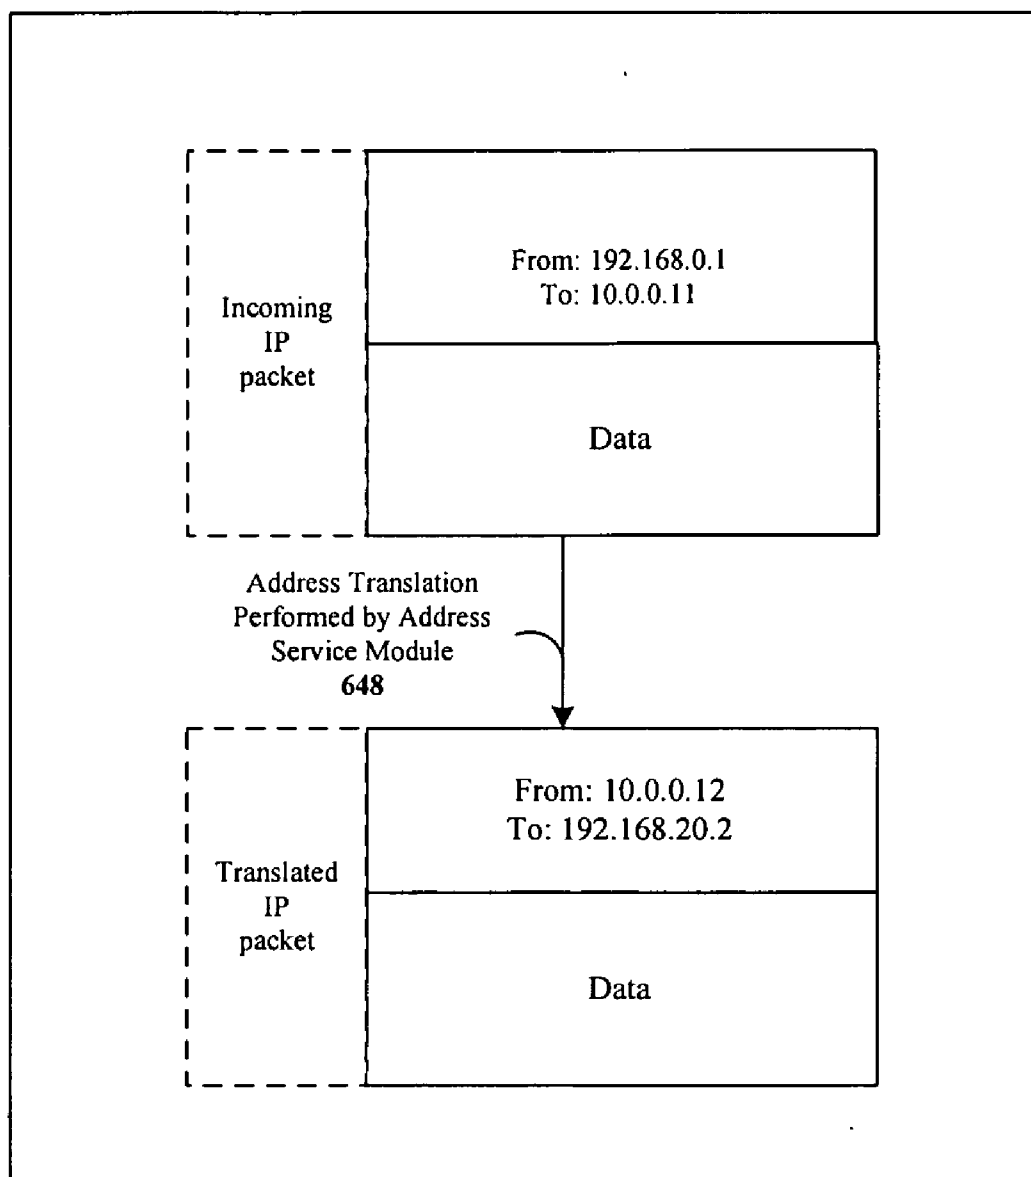 From: 192.168.0.1
To: 10.0.0.11
Incoming
IP
packet
Data
Address Translation
Performed by Address
Service Module
648
From: 10.0.0.12
To: 192.168.20.2
Translated
IP
packet
Data